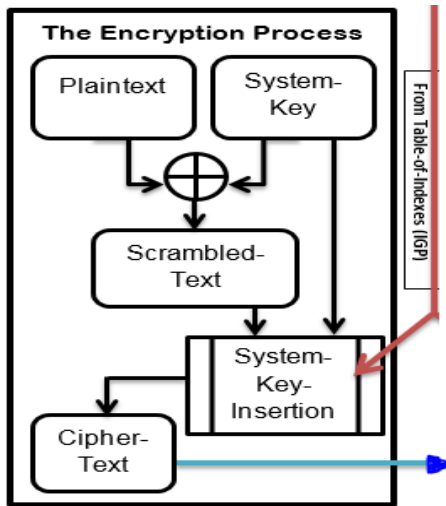 The Encryption Process
Plaintext
System-
Key
From Table-of-Indexes (IGP)
Scrambled-
Text
System-
Key-
Insertion
Cipher-
Text